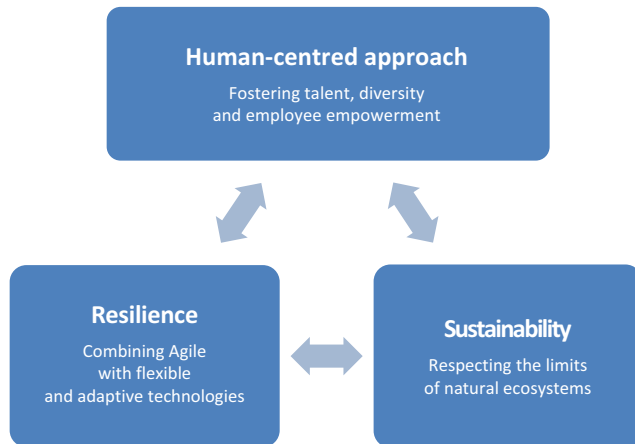 Human-centred approach
Fostering talent, diversity
and employee empowerment
Resilience
Combining Agile
with flexible
and adaptive technologies
Sustainability
Respecting the limits
of natural ecosystems